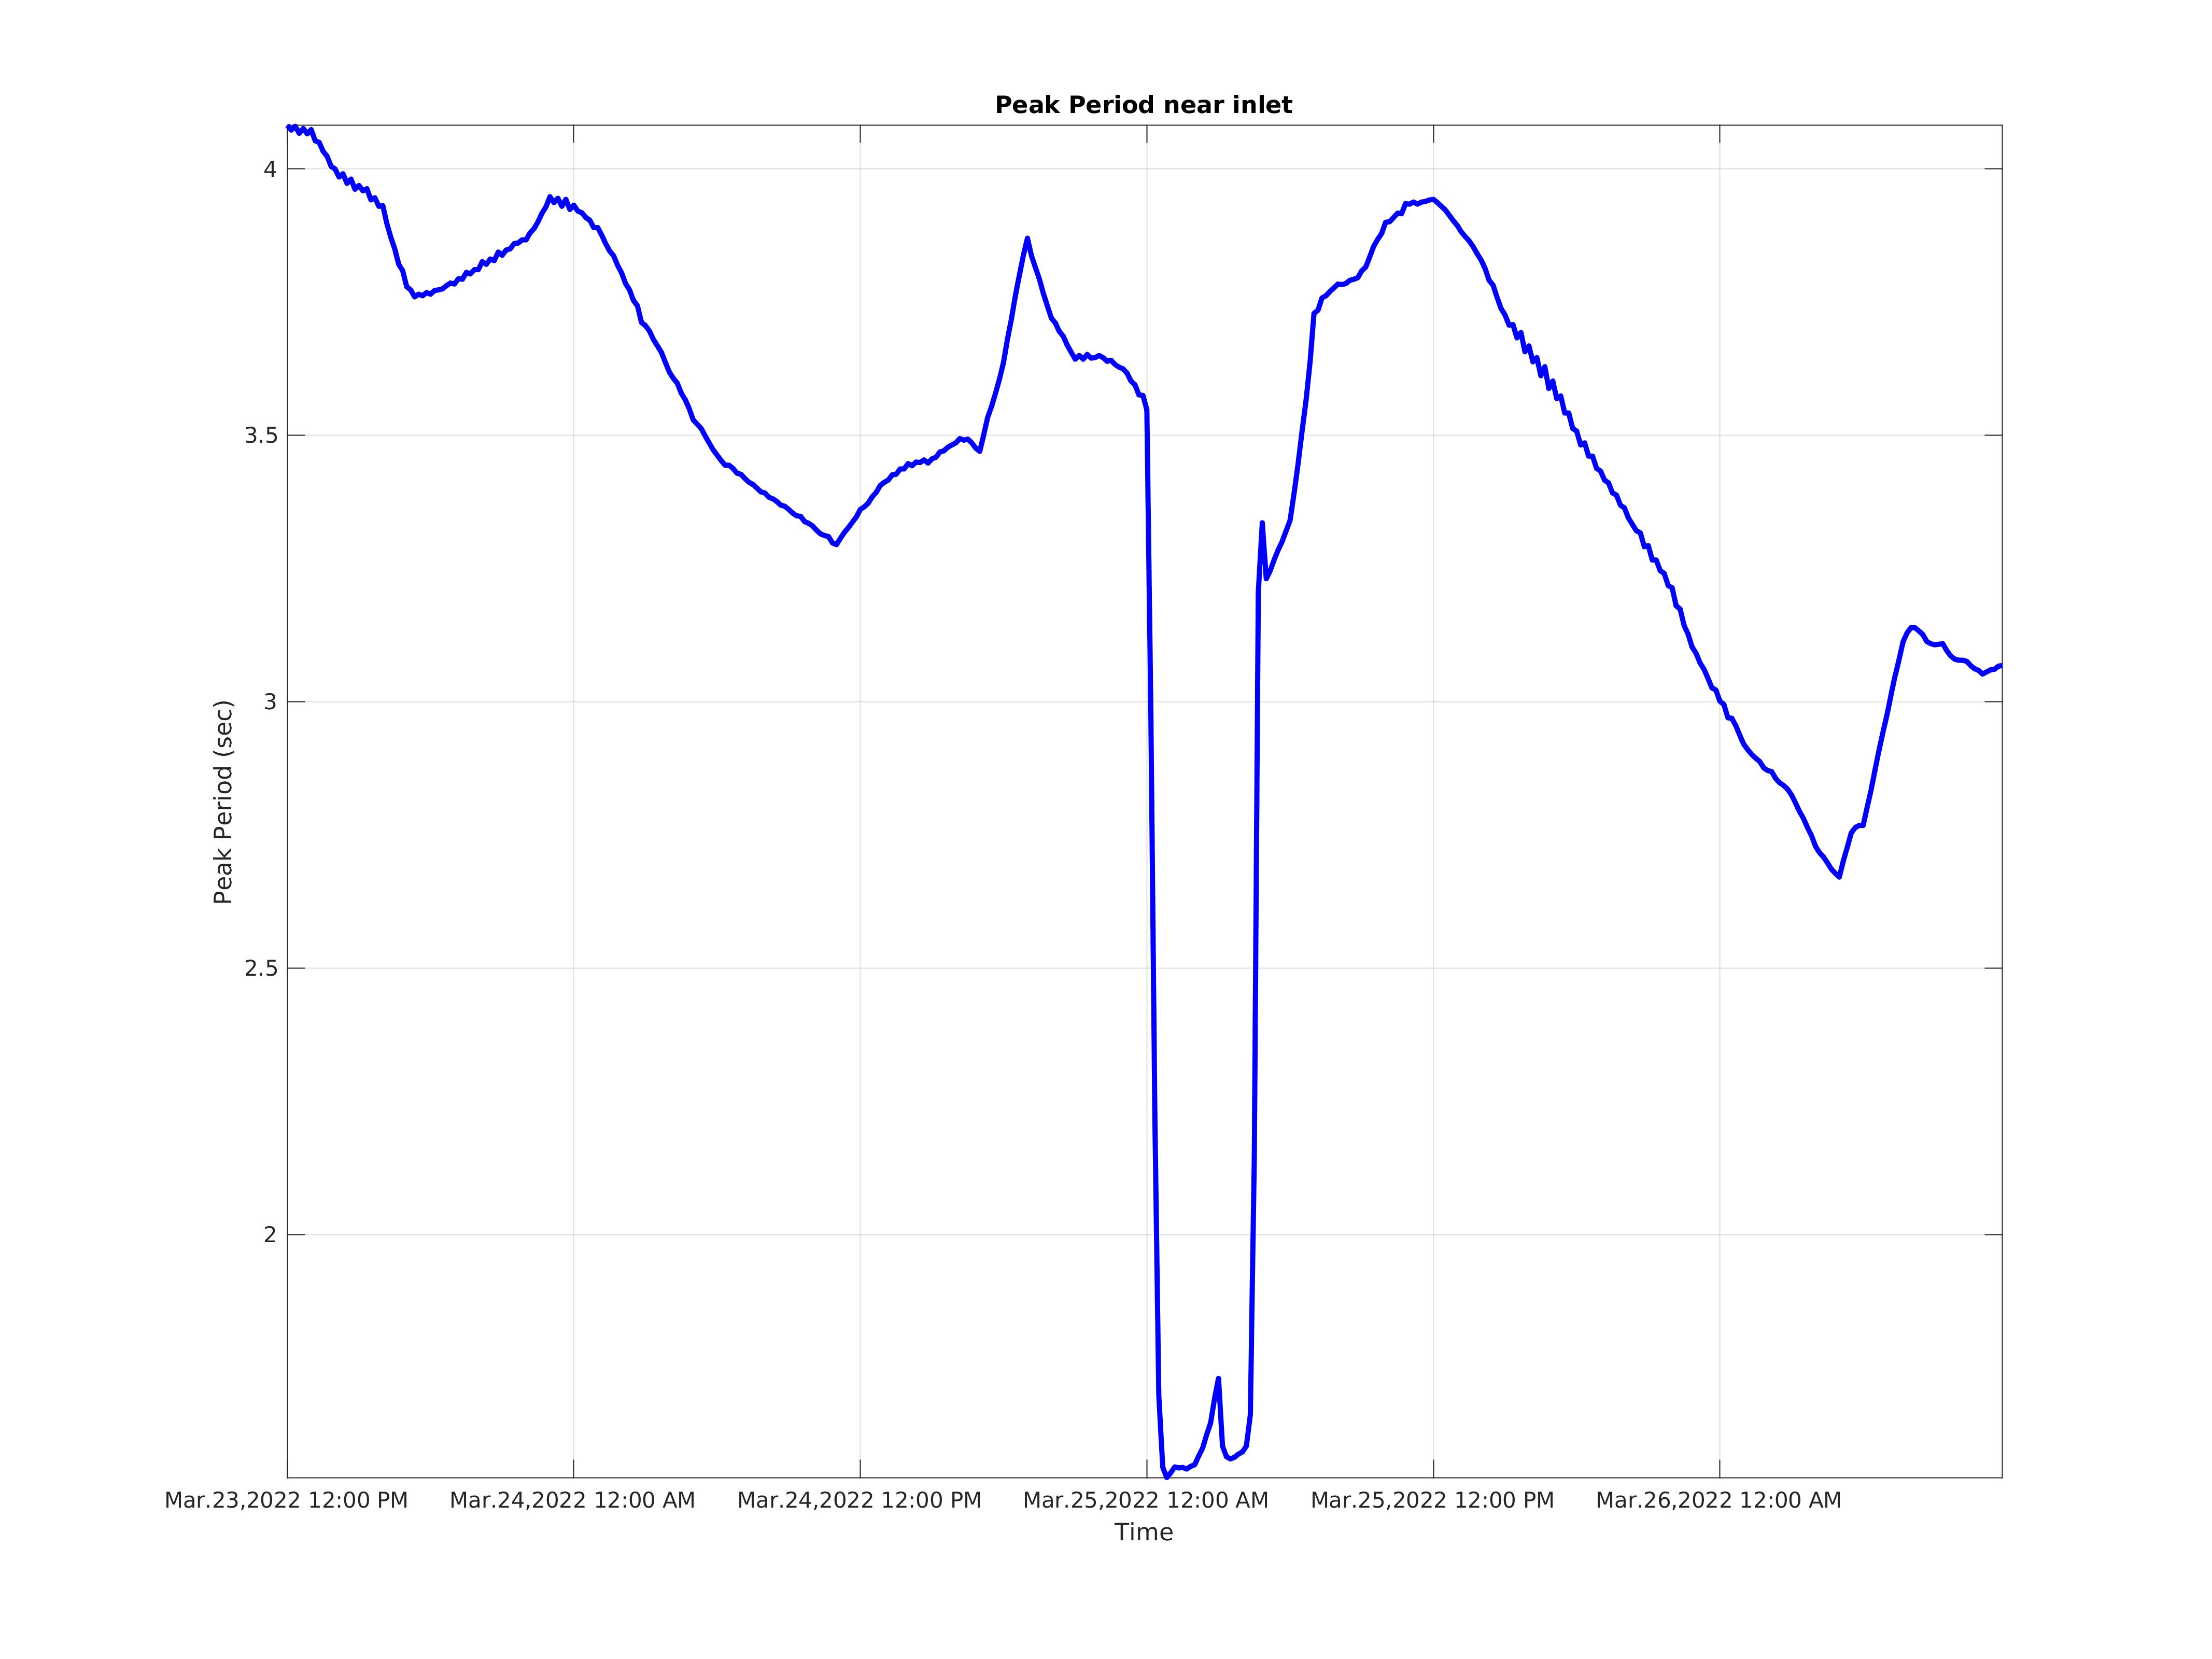 Peak Period near inlet
Peak Period (sec)
4
3.5
3
2.5
2
Mar.23,2022 12:00 PM
Mar.24,2022 12:00 AM
Mar.24,2022 12:00 PM
Mar.25,2022 12:00 AM
Mar.25,2022 12:00 PM
Mar.26,2022 12:00 AM
Time